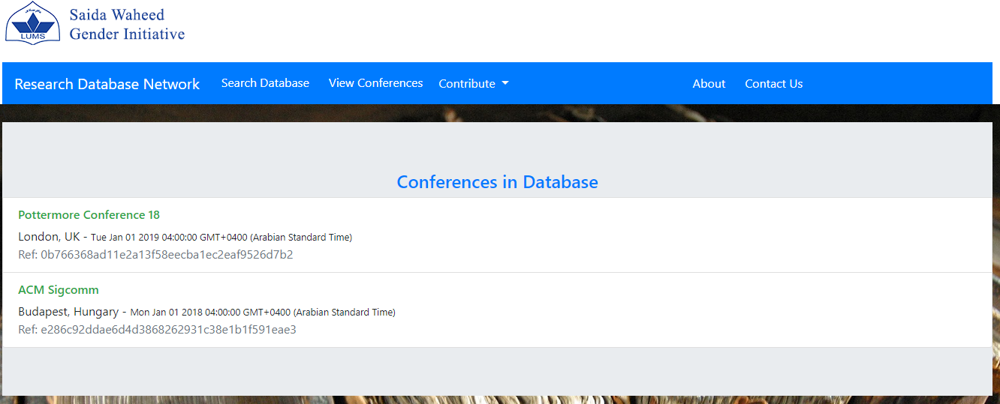 Saida Waheed
Gender Initiative
LUMS
Research Database Network Search Database View Conferences Contribute About Contact Us
Conferences in Database
Pottermore Conference 18
London, UK - Tue Jan 01 2019 04:00:00 GMT+0400 (Arabian Standard Time)
Ref: 0b766368ad11e2a13f58eecba1ec2eaf9526d7b2
ACM Sigcomm
Budapest, Hungary - Mon Jan 01 2018 04:00:00 GMT+0400 (Arabian Standard Time)
Ref: e286c92ddae6d4d3868262931c38e1b1f591eae3